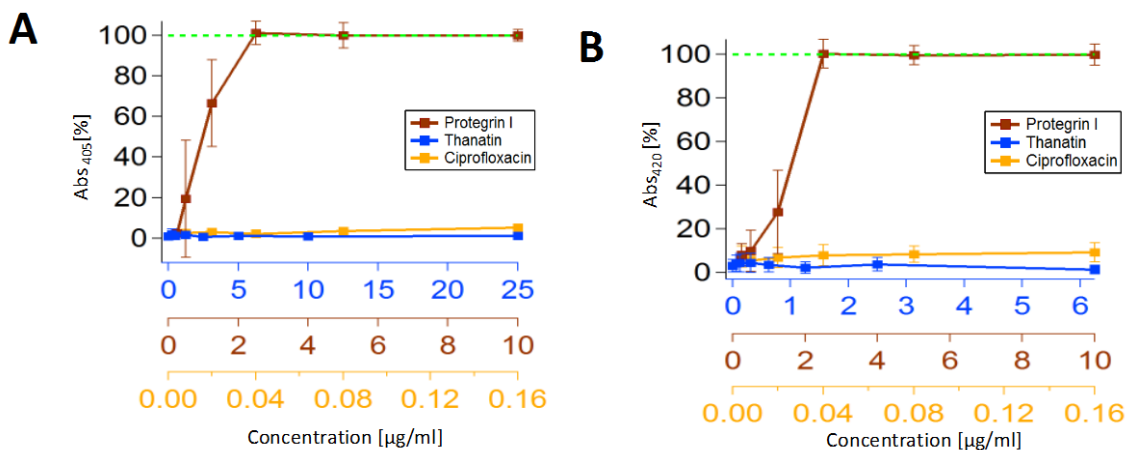 A
Abs 405 [%]
100
80
60
40
20
0
Protegrin I
Thanatin
Ciprofloxacin
0 5 10 15 20 25
0 2 4 6 8 10
0.00 0.04 0.08 0.12 0.16
Concentration [µg/ml]
B
Abs420 [%]
100
80
60
40
20
0
Protegrin I
Thanatin
Ciprofloxacin
0 1 2 3 4 5 6
0 2 4 6 8 10
0.00 0.04 0.08 0.12 0.16
Concentration [µg/ml]